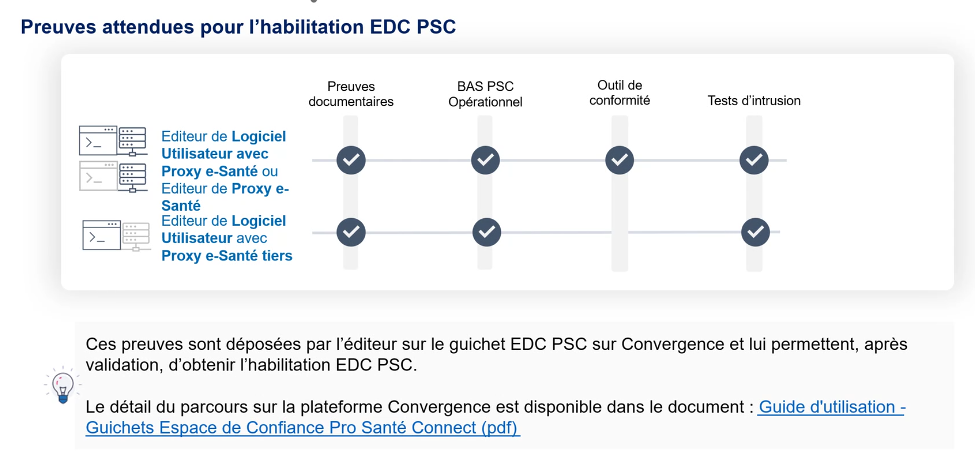 Preuves attendues pour l’habilitation EDC PSC
Preuves
documentaires
BAS PSC
Opérationnel
Outil de
conformité
Tests d’intrusion
Editeur de Logiciel
Utilisateur avec
Proxy e-Santé ou
Editeur de Proxy e-
Santé
Editeur de Logiciel
Utilisateur avec
Proxy e-Santé tiers
Ces preuves sont déposées par l’éditeur sur le guichet EDC PSC sur Convergence et lui permettent, après
validation, d’obtenir l’habilitation EDC PSC.
Le détail du parcours sur la plateforme Convergence est disponible dans le document : Guide d'utilisation -
Guichets Espace de Confiance Pro Santé Connect (pdf)